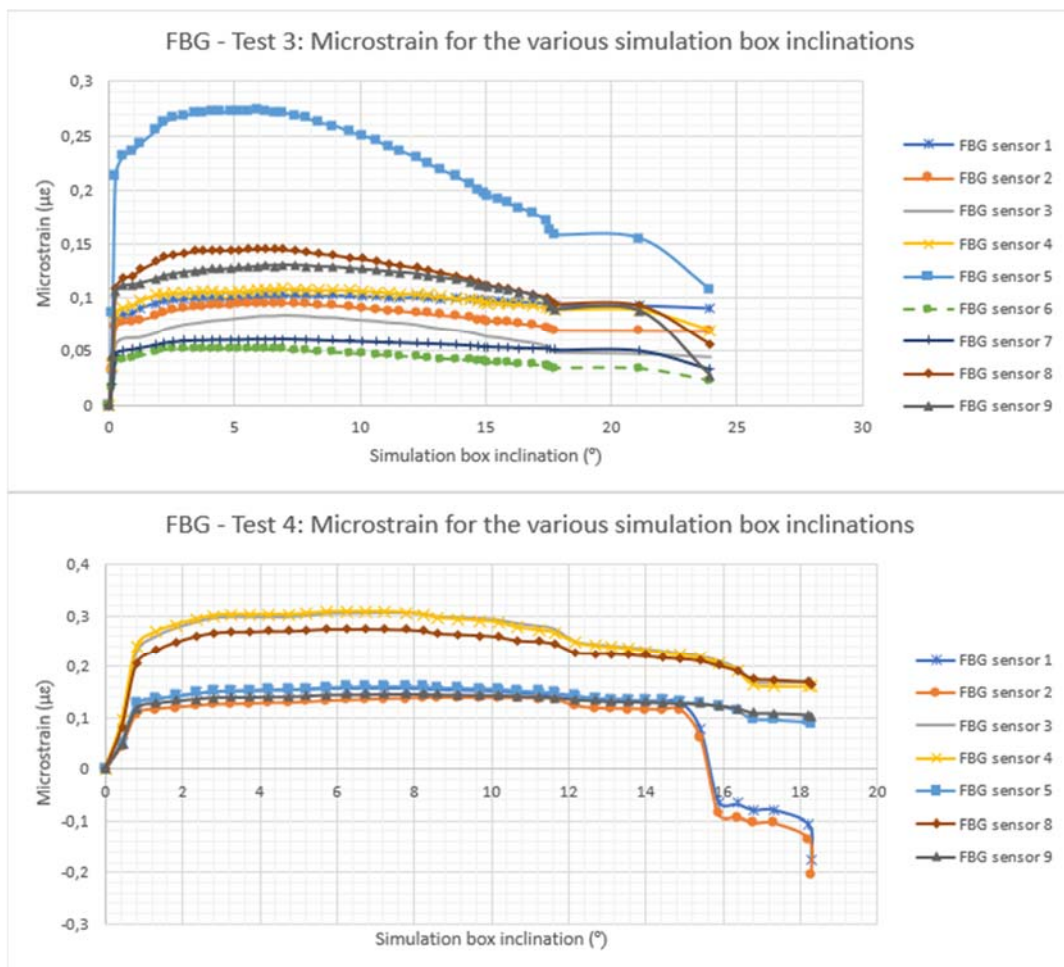 FBG - Test 3: Microstrain for the various simulation box inclinations
0,3
0,25
0,2
0,15
0,1
0,05
0
Microstrain (µε)
0 5 10 15 20 25 30
Simulation box inclination (°)
FBG sensor 1
FBG sensor 2
FBG sensor 3
FBG sensor 4
FBG sensor 5
FBG sensor 6
FBG sensor 7
FBG sensor 8
FBG sensor 9
FBG - Test 4: Microstrain for the various simulation box inclinations
0,4
0,3
0,2
0,1
0
-0,1
-0,2
-0,3
Microstrain (µε)
0 2 4 6 8 10 12 14 16 18 20
Simulation box inclination (°)
FBG sensor 1
FBG sensor 2
FBG sensor 3
FBG sensor 4
FBG sensor 5
FBG sensor 8
FBG sensor 9